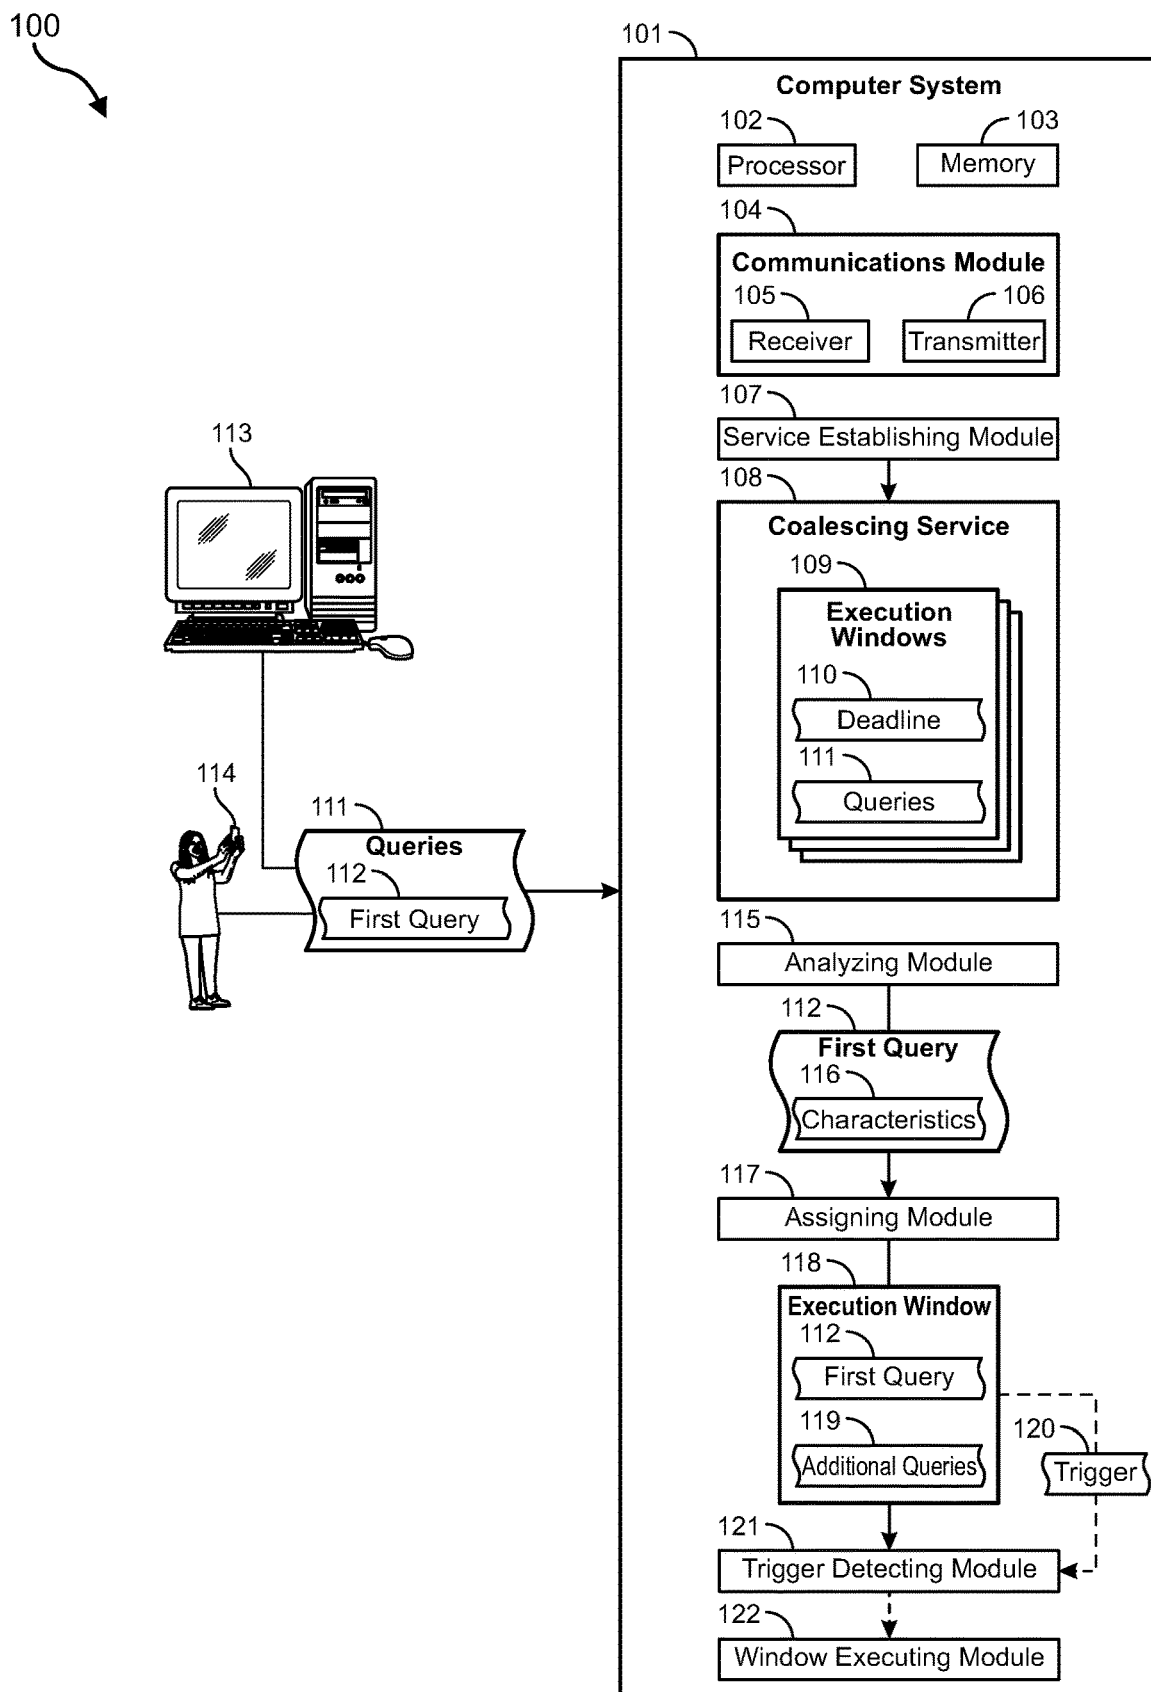 100
101
Computer System
102
103
Processor
Memory
104
Communications Module
105
106
Receiver
Transmitter
107
Service Establishing Module
108
Coalescing Service
109
Execution
Windows
110
Deadline
111
Queries
113
114
111
Queries
112
First Query
115
Analyzing Module
112
First Query
116
Characteristics
117
Assigning Module
118
Execution Window
112
First Query
119
Additional Queries
120
Trigger
121
Trigger Detecting Module
122
Window Executing Module